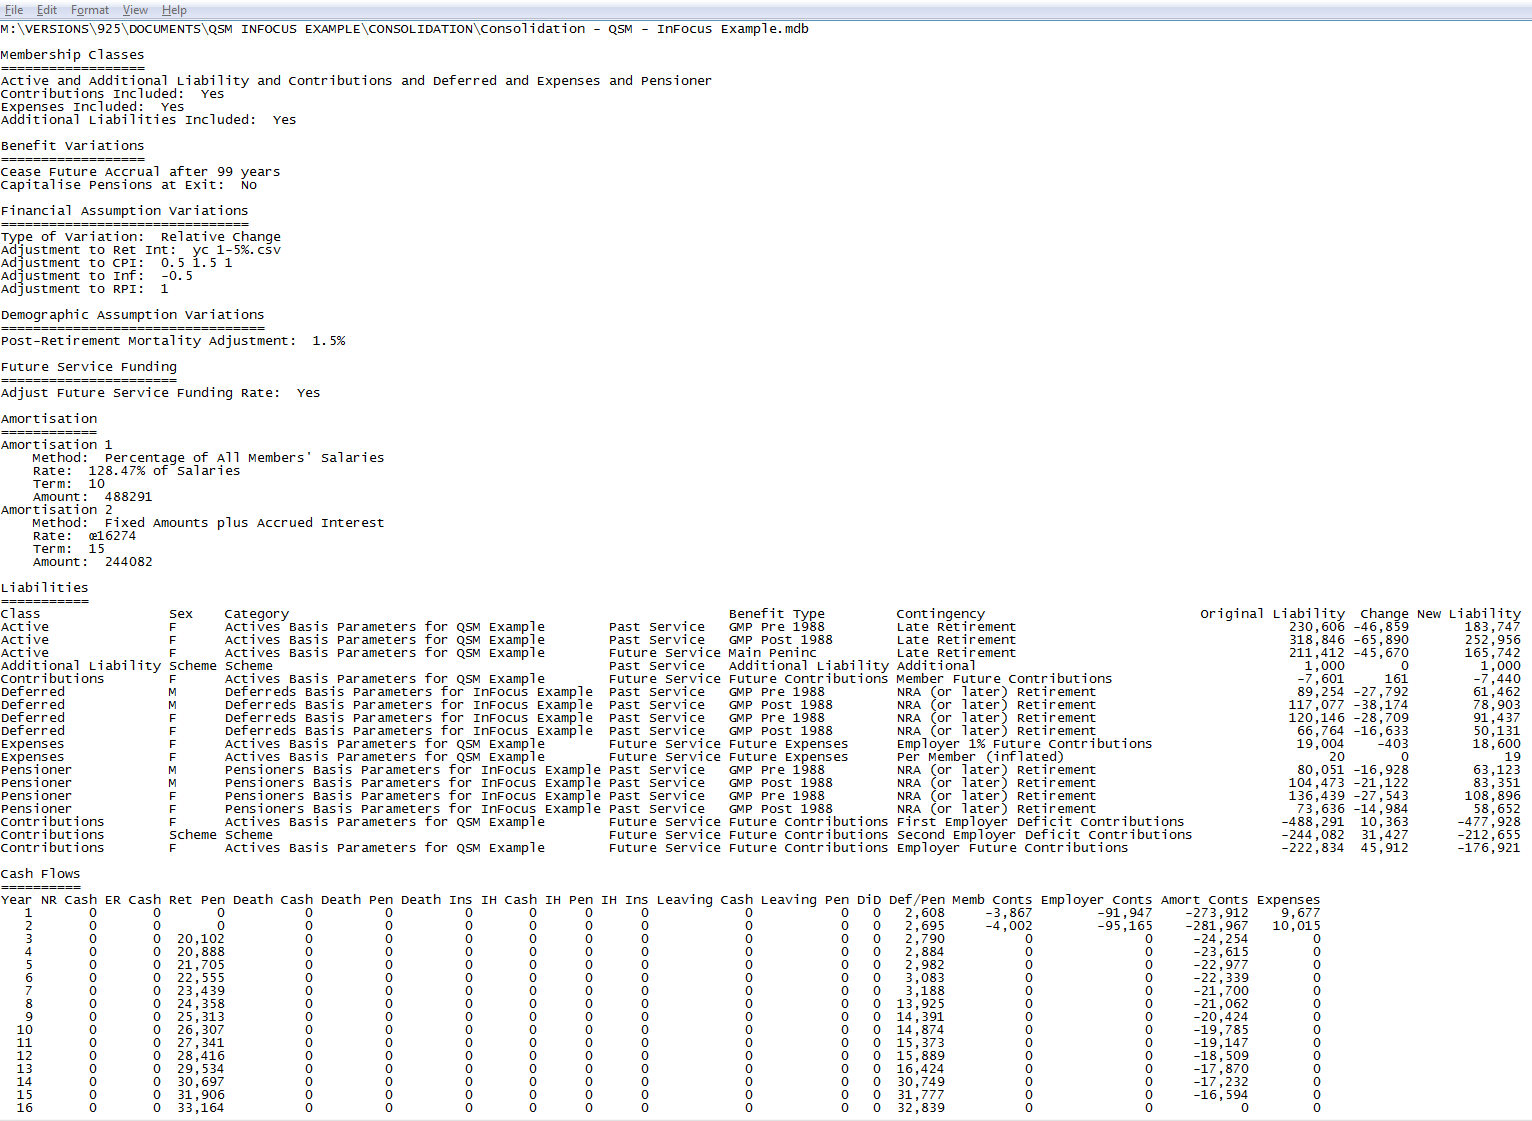 File Edit Format View Help
M:\VERSIONS\925\DOCUMENTS\QSM INFOCUS EXAMPLE\CONSOLIDATION\Consolidation - QSM - InFocus Example.mdb
Membership Classes
==================
Active and Additional Liability and Contributions and Deferred and Expenses and Pensioner
Contributions Included:  Yes
Expenses Included:  Yes
Additional Liabilities Included:  Yes
Benefit Variations
==================
Cease Future Accrual after 99 years
Capitalise Pensions at Exit:  No
Financial Assumption Variations
===============================
Type of Variation:  Relative Change
Adjustment to Ret Int:  yc 1-5%.csv
Adjustment to CPI:  0.5 1.5 1
Adjustment to Inf:  -0.5
Adjustment to RPI:  1
Demographic Assumption Variations
=================================
Post-Retirement Mortality Adjustment:  1.5%
Future Service Funding
======================
Adjust Future Service Funding Rate:  Yes
Amortisation
============
Amortisation 1
Method:  Percentage of All Members' Salaries
Rate:  128.47% of Salaries
Term:  10
Amount:  488291
Amortisation 2
Method:  Fixed Amounts plus Accrued Interest
Rate:  œ16274
Term:  15
Amount:  244082
Liabilities
===========
Class Sex Category Benefit Type Contingency Original Liability Change New Liability
Active F Actives Basis Parameters for QSM Example Past Service GMP Pre 1988 Late Retirement 230,606 -46,859 183,747
Active F Actives Basis Parameters for QSM Example Past Service GMP Post 1988 Late Retirement 318,846 -65,890 252,956
Active F Actives Basis Parameters for QSM Example Future Service Main Peninc Late Retirement 211,412 -45,670 165,742
Additional Liability Scheme Scheme Past Service Additional Liability Additional 1,000 0 1,000
Contributions F Actives Basis Parameters for QSM Example Future Service Future Contributions Member Future Contributions -7,601 161 -7,440
Deferred M Deferreds Basis Parameters for InFocus Example Past Service GMP Pre 1988 NRA (or later) Retirement 89,254 -27,792 61,462
Deferred M Deferreds Basis Parameters for InFocus Example Past Service GMP Post 1988 NRA (or later) Retirement 117,077 -38,174 78,903
Deferred F Deferreds Basis Parameters for InFocus Example Past Service GMP Pre 1988 NRA (or later) Retirement 120,146 -28,709 91,437
Deferred F Deferreds Basis Parameters for InFocus Example Past Service GMP Post 1988 NRA (or later) Retirement 66,764 -16,633 50,131
Expenses F Actives Basis Parameters for QSM Example Future Service Future Expenses Employer 1% Future Contributions 19,004 -403 18,600
Expenses F Actives Basis Parameters for QSM Example Future Service Future Expenses Per Member (inflated) 20 0 19
Pensioner M Pensioners Basis Parameters for InFocus Example Past Service GMP Pre 1988 NRA (or later) Retirement 80,051 -16,928 63,123
Pensioner M Pensioners Basis Parameters for InFocus Example Past Service GMP Post 1988 NRA (or later) Retirement 104,473 -21,122 83,351
Pensioner F Pensioners Basis Parameters for InFocus Example Past Service GMP Pre 1988 NRA (or later) Retirement 136,439 -27,543 108,896
Pensioner F Pensioners Basis Parameters for InFocus Example Past Service GMP Post 1988 NRA (or later) Retirement 73,636 -14,984 58,652
Contributions F Actives Basis Parameters for QSM Example Future Service Future Contributions First Employer Deficit Contributions -488,291 10,363 -477,928
Contributions Scheme Scheme Future Service Future Contributions Second Employer Deficit Contributions -244,082 31,427 -212,655
Contributions F Actives Basis Parameters for QSM Example Future Service Future Contributions Employer Future Contributions -222,834 45,912 -176,921
Cash Flows
==========
Year NR Cash ER Cash Ret Pen Death Cash Death Pen Death Ins IH Cash IH Pen IH Ins Leaving Cash Leaving Pen DiD Def/Pen Memb Conts Employer Conts Amort Conts Expenses
1 0 0 0 0 0 0 0 0 0 0 0 0 2,608 -3,867 -91,947 -273,912 9,677
2 0 0 0 0 0 0 0 0 0 0 0 0 2,695 -4,002 -95,165 -281,967 10,015
3 0 0 20,102 0 0 0 0 0 0 0 0 0 2,790 0 0 -24,254 0
4 0 0 20,888 0 0 0 0 0 0 0 0 0 2,884 0 0 -23,615 0
5 0 0 21,705 0 0 0 0 0 0 0 0 0 2,982 0 0 -22,977 0
6 0 0 22,555 0 0 0 0 0 0 0 0 0 3,083 0 0 -22,339 0
7 0 0 23,439 0 0 0 0 0 0 0 0 0 3,188 0 0 -21,700 0
8 0 0 24,358 0 0 0 0 0 0 0 0 0 13,925 0 0 -21,062 0
9 0 0 25,313 0 0 0 0 0 0 0 0 0 14,391 0 0 -20,424 0
10 0 0 26,307 0 0 0 0 0 0 0 0 0 14,874 0 0 -19,785 0
11 0 0 27,341 0 0 0 0 0 0 0 0 0 15,373 0 0 -19,147 0
12 0 0 28,416 0 0 0 0 0 0 0 0 0 15,889 0 0 -18,509 0
13 0 0 29,534 0 0 0 0 0 0 0 0 0 16,424 0 0 -17,870 0
14 0 0 30,697 0 0 0 0 0 0 0 0 0 30,749 0 0 -17,232 0
15 0 0 31,906 0 0 0 0 0 0 0 0 0 31,777 0 0 -16,594 0
16 0 0 33,164 0 0 0 0 0 0 0 0 0 32,839 0 0 0 0